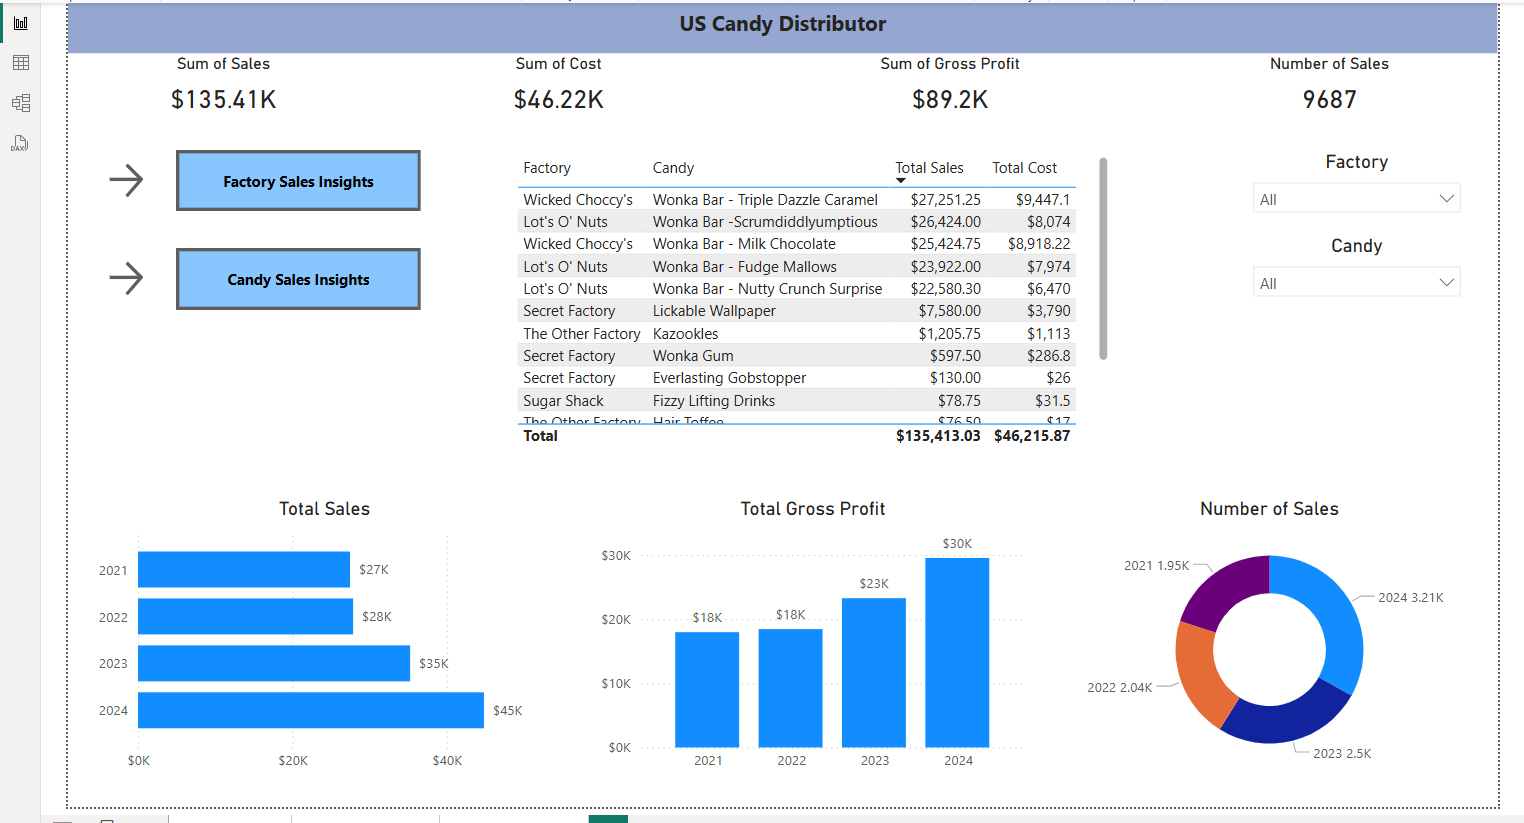 US Candy Distributor
Sum of Sales
Sum of Cost
Sum of Gross Profit
Number of Sales
$135.41K
$46.22K
$89.2K
9687
Factory Sales Insights
Candy Sales Insights
Factory Candy Total Sales Total Cost
Wicked Choccy's Wonka Bar - Triple Dazzle Caramel $27,251.25 $9,447.1
Lot's O' Nuts Wonka Bar -Scrumdiddlyumptious $26,424.00 $8,074
Wicked Choccy's Wonka Bar - Milk Chocolate $25,424.75 $8,918.22
Lot's O' Nuts Wonka Bar - Fudge Mallows $23,922.00 $7,974
Lot's O' Nuts Wonka Bar - Nutty Crunch Surprise $22,580.30 $6,470
Secret Factory Lickable Wallpaper $7,580.00 $3,790
The Other Factory Kazookles $1,205.75 $1,113
Secret Factory Wonka Gum $597.50 $286.8
Secret Factory Everlasting Gobstopper $130.00 $26
Sugar Shack Fizzy Lifting Drinks $78.75 $31.5
The Other Factory Hair Toffee $76.50 $17
Total $135,413.03 $46,215.87
Factory
All
Candy
All
Total Sales
2021 $27K
2022 $28K
2023 $35K
2024 $45K
$0K $20K $40K
Total Gross Profit
$30K
$20K
$10K
$0K
$18K
$18K
$23K
$30K
2021 2022 2023 2024
Number of Sales
2021 1.95K
2024 3.21K
2022 2.04K
2023 2.5K
DAX